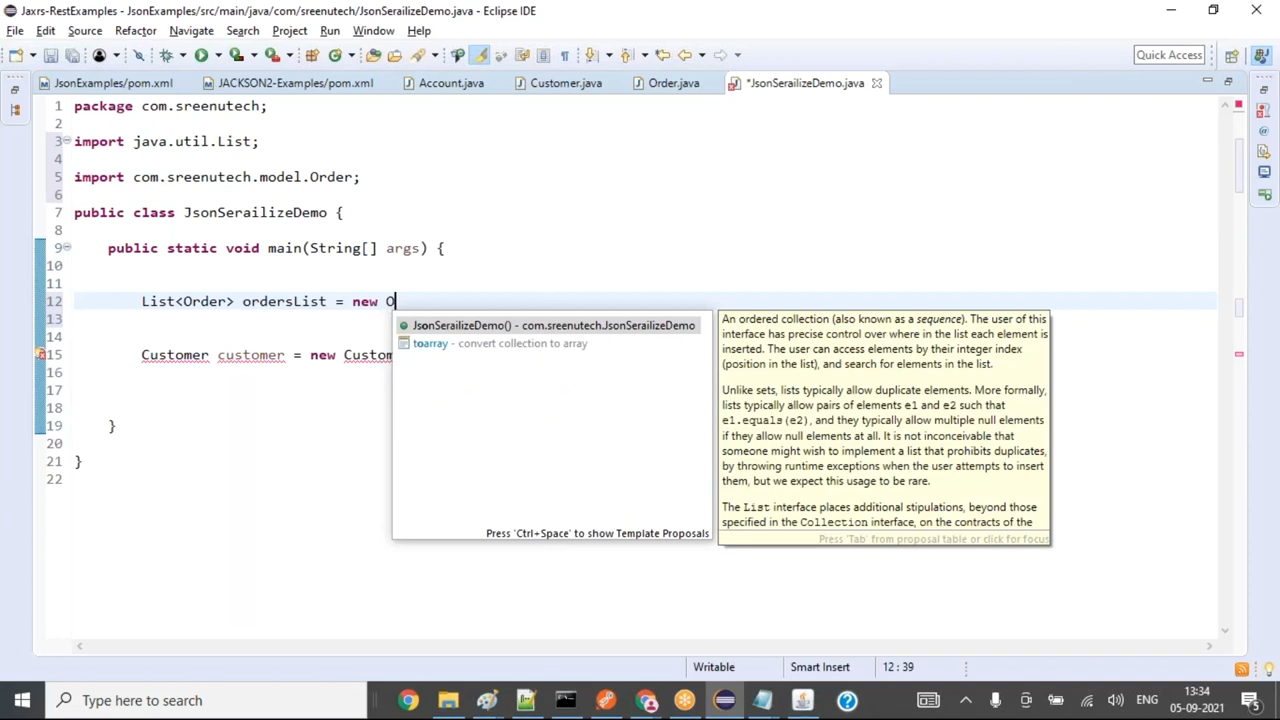 Jaxrs-RestExamples - JsonExamples/src/main/java/com/sreenutech/JsonSerailizeDemo.java - Eclipse IDE
File Edit Source Refactor Navigate Search Project Run Window Help
Quick Access
JsonExamples/pom.xml JACKSON2-Examples/pom.xml Account.java Customer.java Order.java *JsonSerailizeDemo.java
1 package com.sreenutech;
2
3 import java.util.List;
4
5 import com.sreenutech.model.Order;
6
7 public class JsonSerailizeDemo {
8
9 public static void main(String[] args) {
10
11
12 List<Order> ordersList = new O
13
14
15 Customer customer = new Custom
16
17
18
19 }
20
21 }
22
JsonSerailizeDemo() - com.sreenutech.JsonSerailizeDemo
toarray - convert collection to array
Press 'Ctrl+Space' to show Template Proposals
An ordered collection (also known as a sequence). The user of this
interface has precise control over where in the list each element is
inserted. The user can access elements by their integer index
(position in the list), and search for elements in the list.
Unlike sets, lists typically allow duplicate elements. More formally,
lists typically allow pairs of elements e1 and e2 such that
e1.equals(e2), and they typically allow multiple null elements
if they allow null elements at all. It is not inconceivable that
someone might wish to implement a list that prohibits duplicates,
by throwing runtime exceptions when the user attempts to insert
them, but we expect this usage to be rare.
The List interface places additional stipulations, beyond those
specified in the Collection interface, on the contracts of the
Press 'Tab' from proposal table or click for focus
Writable Smart Insert 12 : 39
Type here to search
ENG
13:34
05-09-2021
5